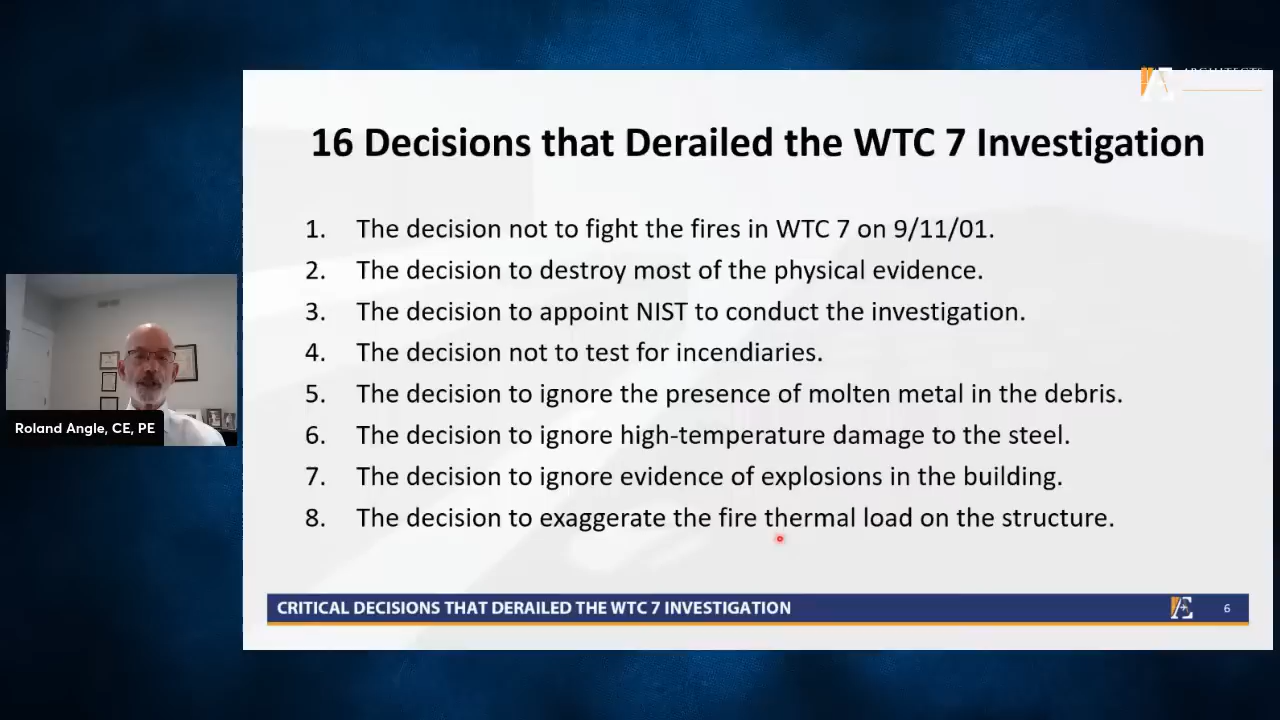 16 Decisions that Derailed the WTC 7 Investigation
1. The decision not to fight the fires in WTC 7 on 9/11/01.
2. The decision to destroy most of the physical evidence.
3. The decision to appoint NIST to conduct the investigation.
4. The decision not to test for incendiaries.
5. The decision to ignore the presence of molten metal in the debris.
6. The decision to ignore high-temperature damage to the steel.
7. The decision to ignore evidence of explosions in the building.
8. The decision to exaggerate the fire thermal load on the structure.
Roland Angle, CE, PE
CRITICAL DECISIONS THAT DERAILED THE WTC 7 INVESTIGATION
6